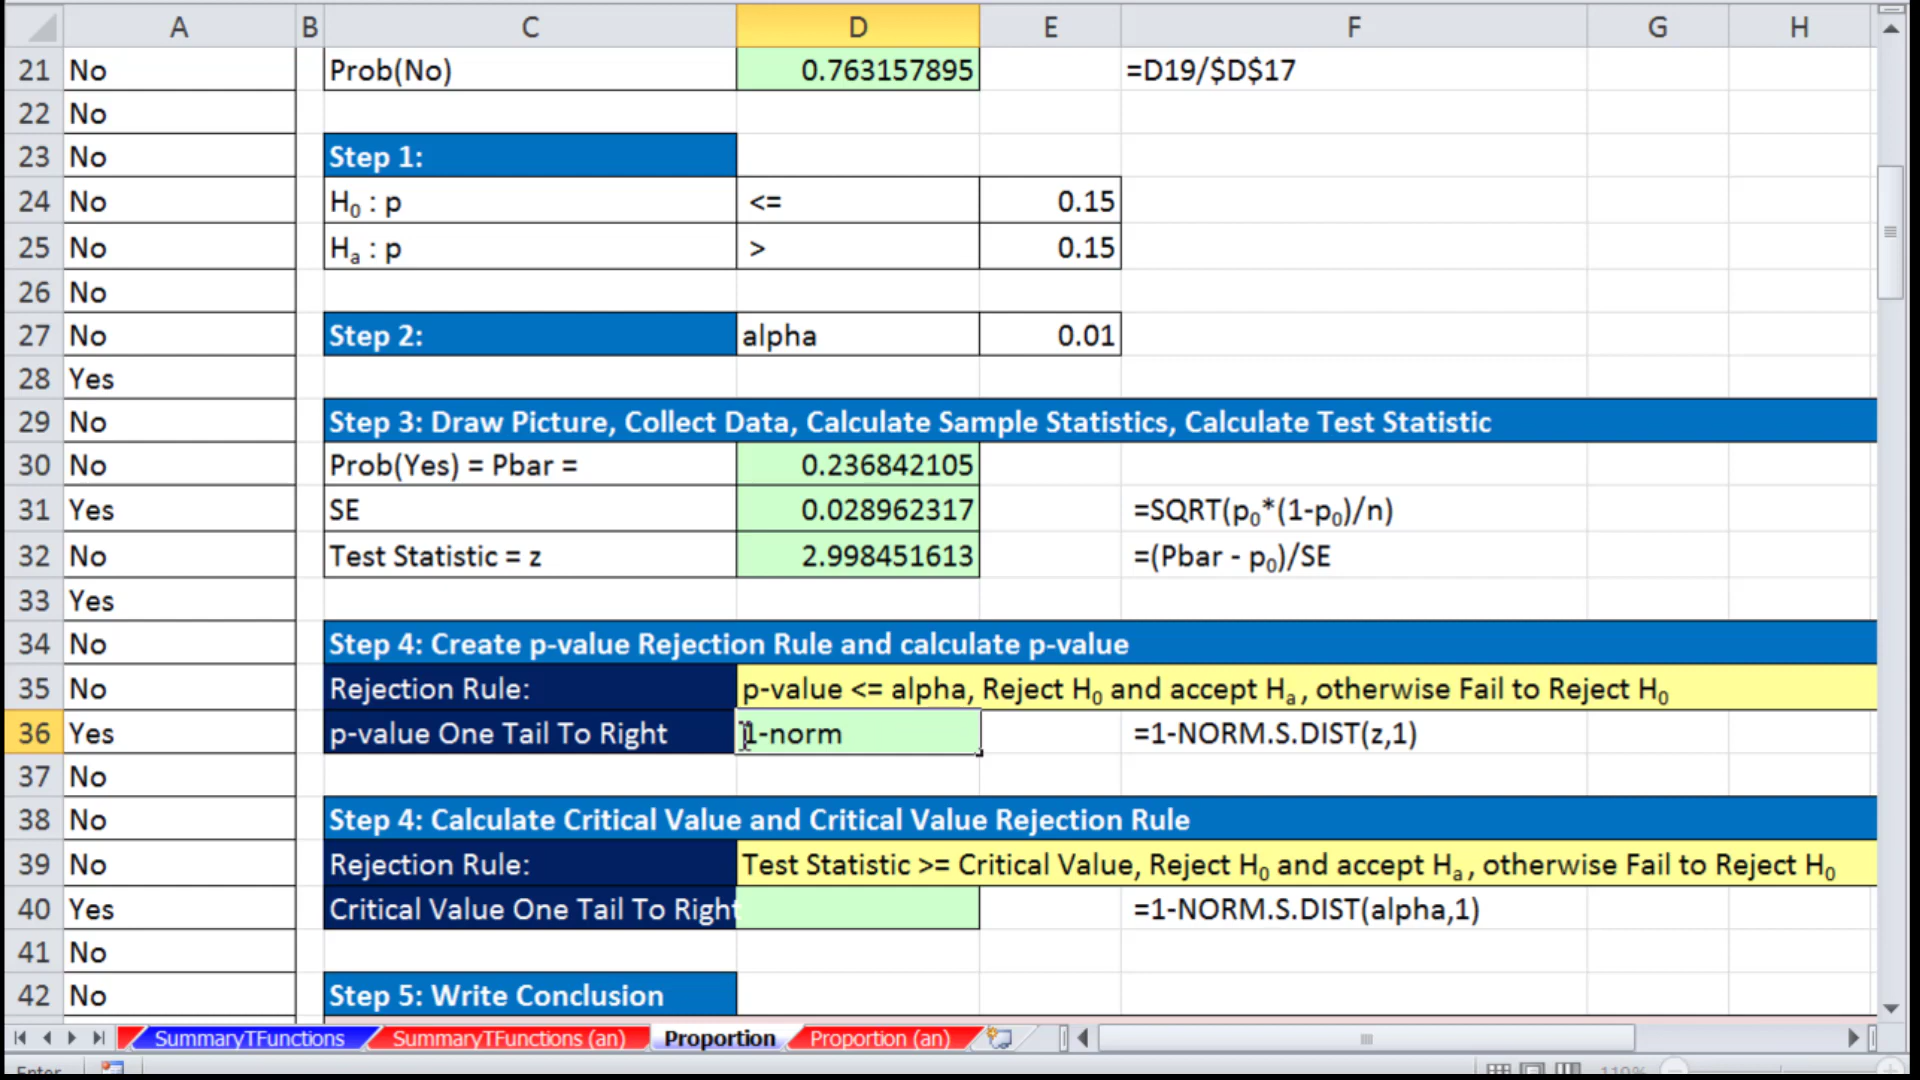 A B C D E F G H
21 No Prob(No) 0.763157895 =D19/$D$17
22 No
23 No Step 1:
24 No H₀ : p <= 0.15
25 No Hₐ : p > 0.15
26 No
27 No Step 2: alpha 0.01
28 Yes
29 No Step 3: Draw Picture, Collect Data, Calculate Sample Statistics, Calculate Test Statistic
30 No Prob(Yes) = Pbar = 0.236842105
31 Yes SE 0.028962317 =SQRT(p₀*(1-p₀)/n)
32 No Test Statistic = z 2.998451613 =(Pbar - p₀)/SE
33 Yes
34 No Step 4: Create p-value Rejection Rule and calculate p-value
35 No Rejection Rule: p-value <= alpha, Reject H₀ and accept Hₐ, otherwise Fail to Reject H₀
36 Yes p-value One Tail To Right 1-norm =1-NORM.S.DIST(z,1)
37 No
38 No Step 4: Calculate Critical Value and Critical Value Rejection Rule
39 No Rejection Rule: Test Statistic >= Critical Value, Reject H₀ and accept Hₐ, otherwise Fail to Reject H₀
40 Yes Critical Value One Tail To Right =1-NORM.S.DIST(alpha,1)
41 No
42 No Step 5: Write Conclusion
SummaryTFunctions SummaryTFunctions (an) Proportion Proportion (an)
Enter 110%